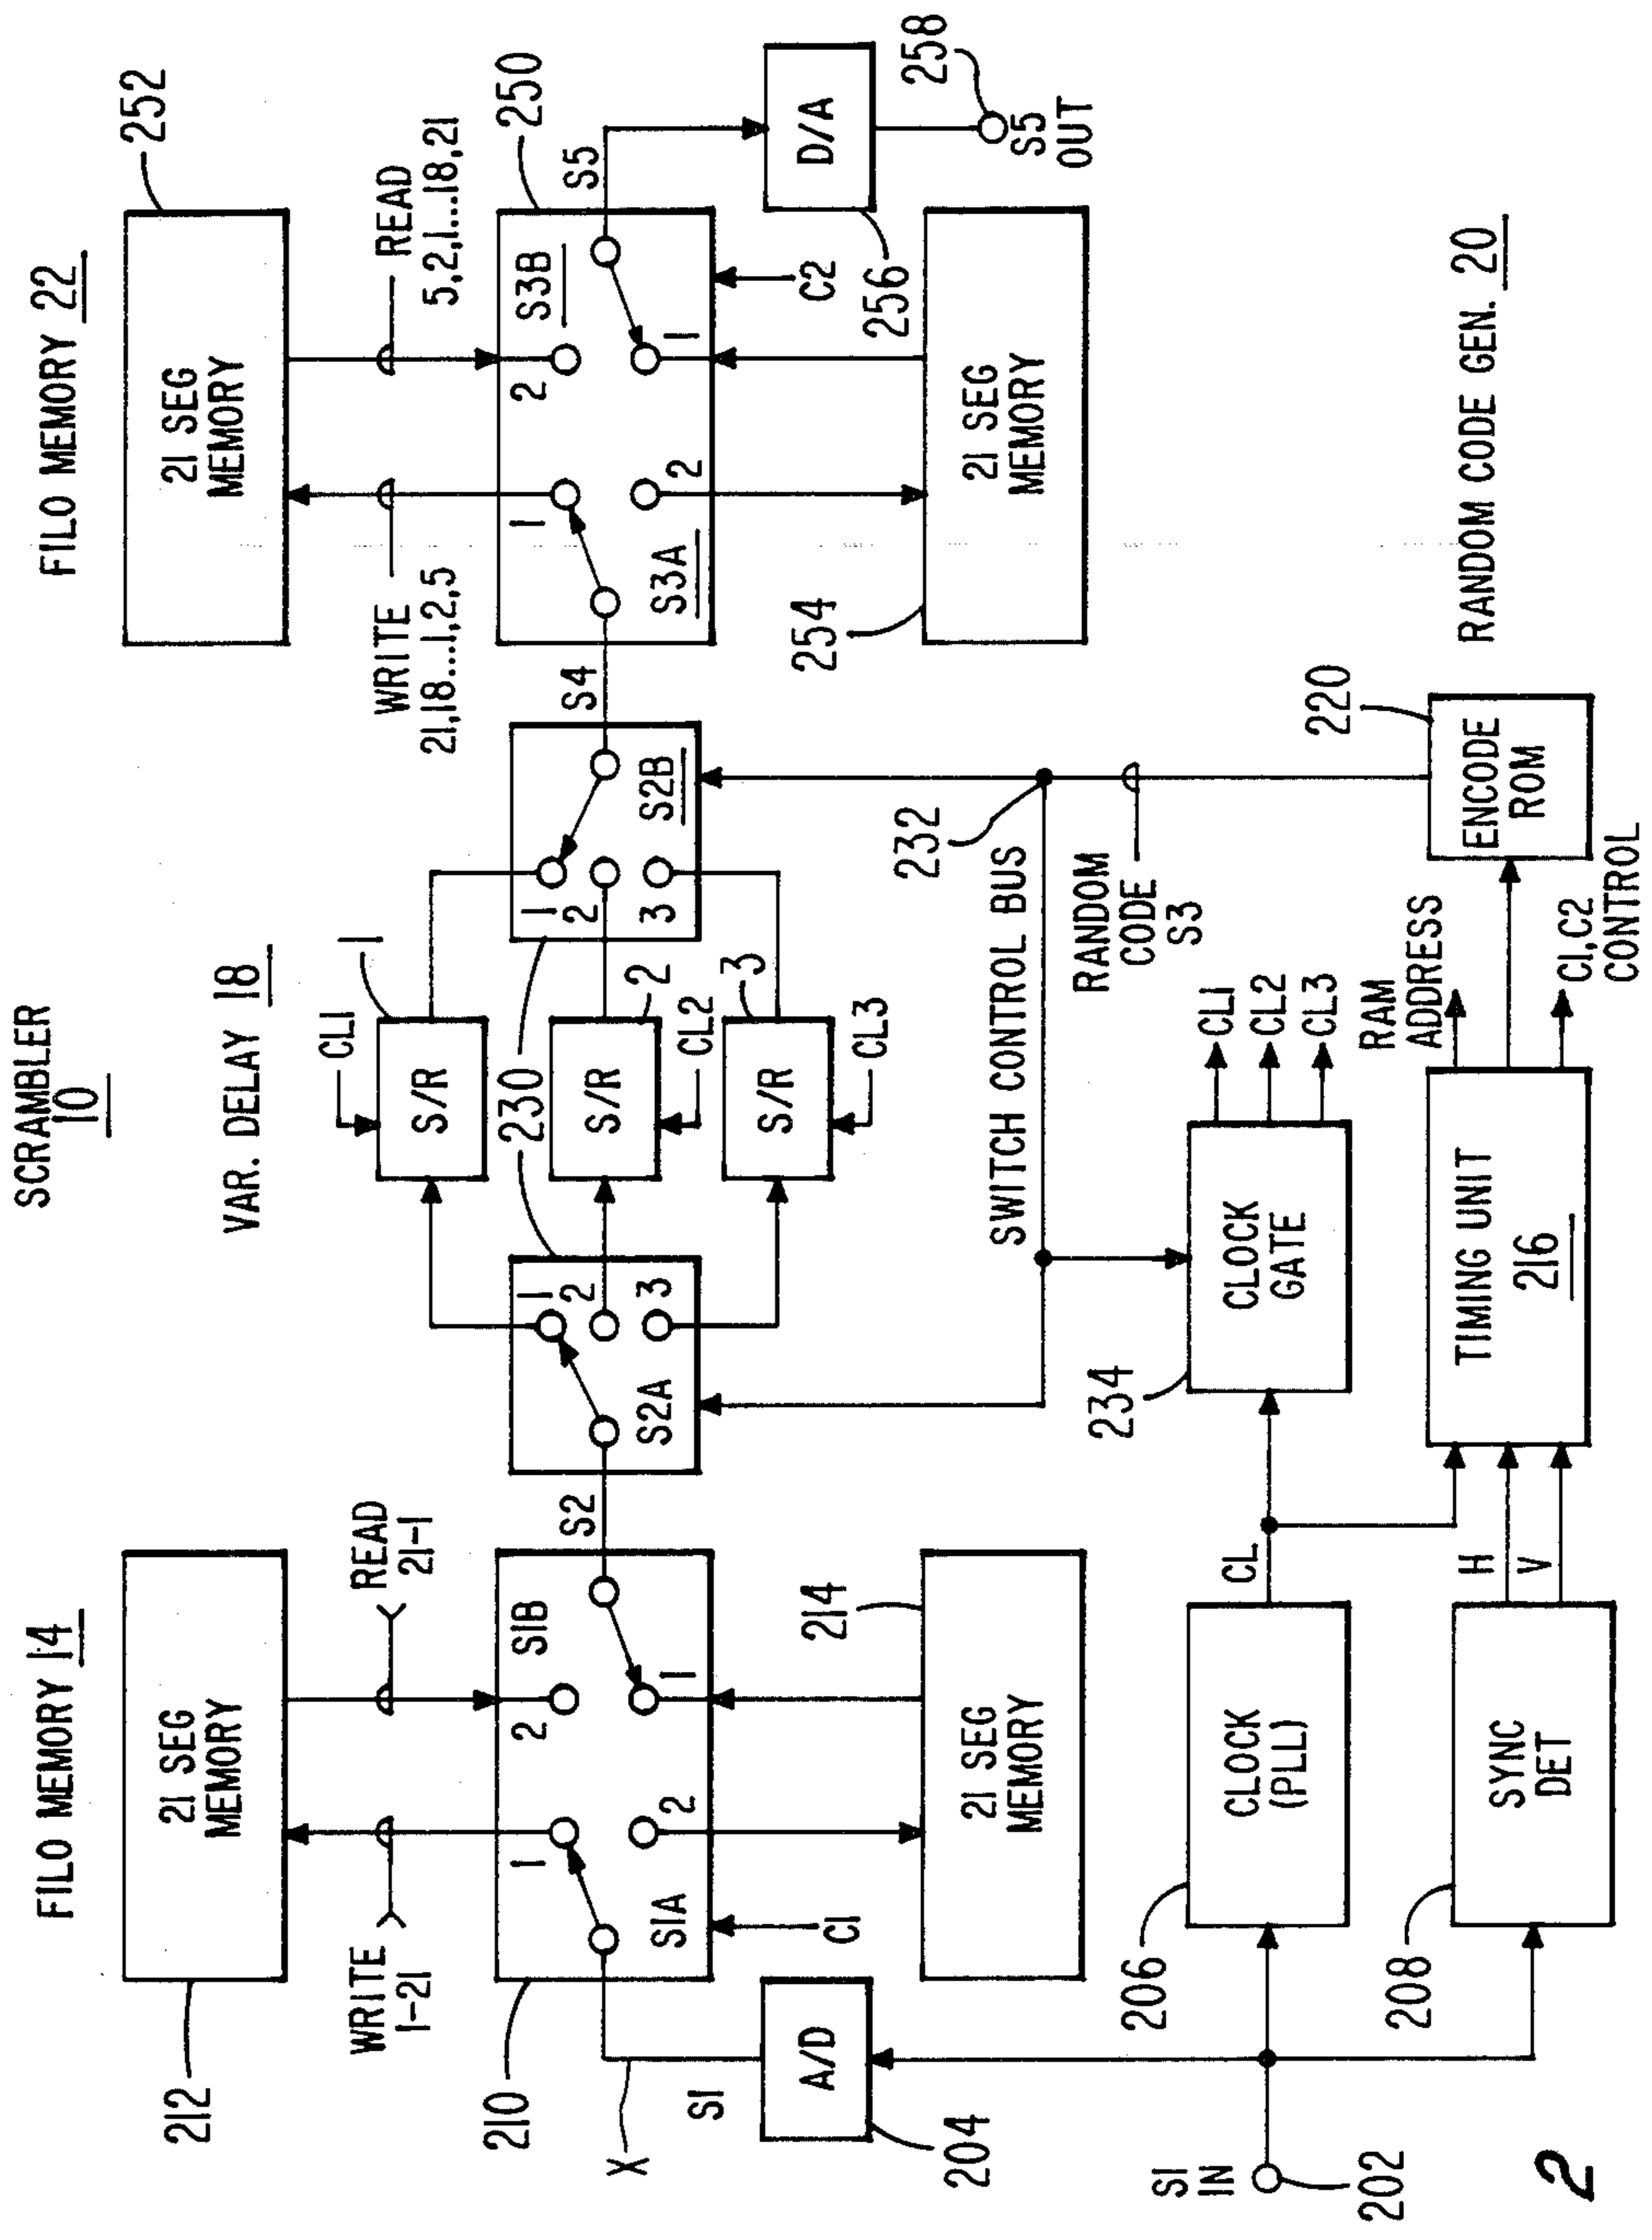 SCRAMBLER
10
FILO MEMORY 14
VAR. DELAY 18
FILO MEMORY 22
212
21 SEG
MEMORY
WRITE
1-21
READ
21-1
210
1
2
S1B
S1A
2
1
C1
X
S1
A/D
204
21 SEG
MEMORY
214
S2
S2A
1
2
3
230
CL1
S/R
1
S/R
2
CL2
S/R
3
CL3
1
2
3
S2B
S4
252
21 SEG
MEMORY
WRITE
21,18...1,2,5
READ
5,2,1...18,21
250
1
2
S3B
S3A
2
1
C2
S5
D/A
256
S5
OUT
258
254
21 SEG
MEMORY
SWITCH CONTROL BUS
232
RANDOM
CODE
S3
S1
IN
202
206
CLOCK
(PLL)
CL
234
CLOCK
GATE
CL1
CL2
CL3
208
SYNC
DET
H
V
TIMING UNIT
216
RAM
ADDRESS
C1,C2
CONTROL
220
ENCODE
ROM
RANDOM CODE GEN. 20
2